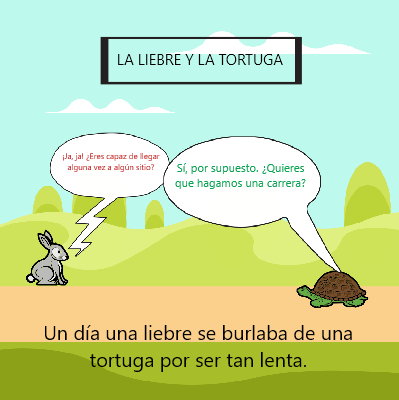 LA LIEBRE Y LA TORTUGA
¡Ja, ja! ¿Eres capaz de llegar
alguna vez a algún sitio?
Sí, por supuesto. ¿Quieres
que hagamos una carrera?
Un día una liebre se burlaba de una
tortuga por ser tan lenta.